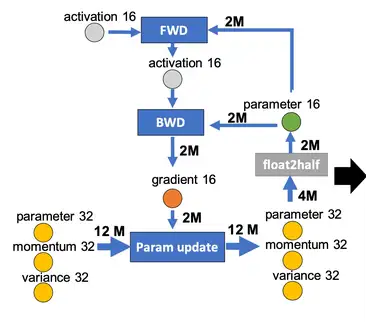 activation 16
FWD
2M
activation 16
parameter 16
BWD
2M
2M
2M
float2half
gradient 16
4M
2M
parameter 32
12 M
12 M
parameter 32
momentum 32
Param update
momentum 32
variance 32
variance 32